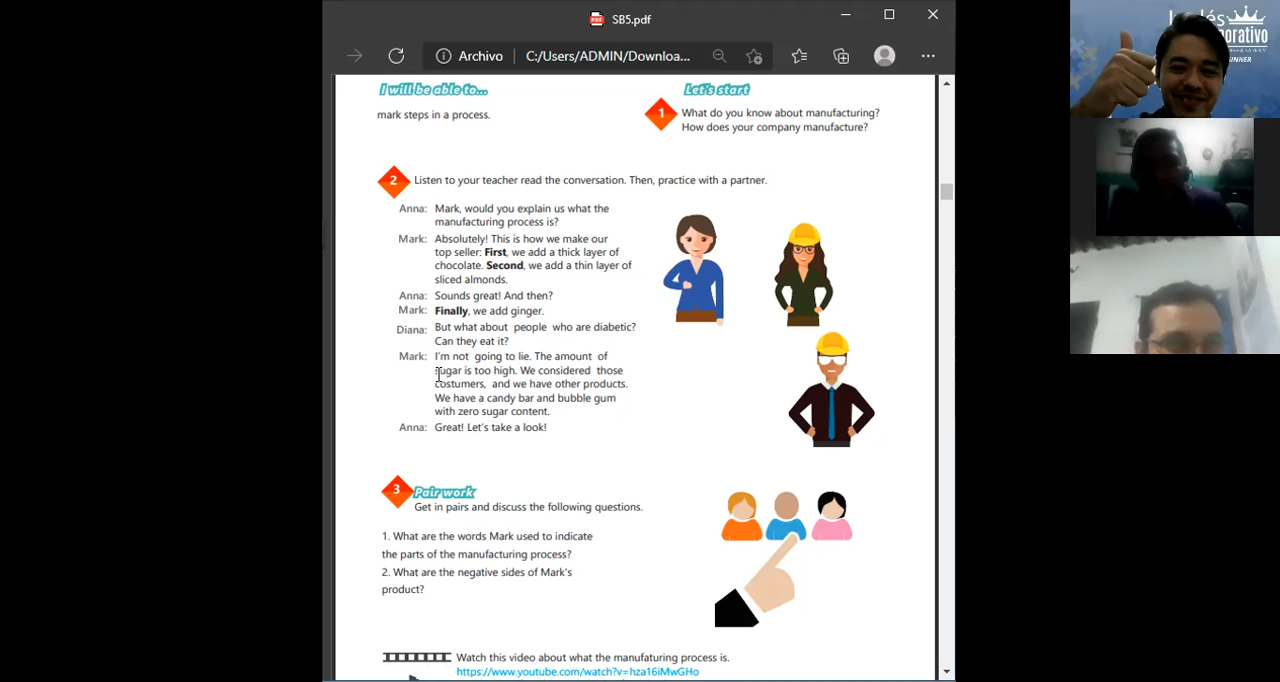 SB5.pdf
Archivo
C:/Users/ADMIN/Downloa...
I will be able to...
mark steps in a process.
Let's start
1
What do you know about manufacturing?
How does your company manufacture?
2
Listen to your teacher read the conversation. Then, practice with a partner.
Anna: Mark, would you explain us what the
manufacturing process is?
Mark: Absolutely! This is how we make our
top seller: First, we add a thick layer of
chocolate. Second, we add a thin layer of
sliced almonds.
Anna: Sounds great! And then?
Mark: Finally, we add ginger.
Diana: But what about people who are diabetic?
Can they eat it?
Mark: I'm not going to lie. The amount of
sugar is too high. We considered those
costumers, and we have other products.
We have a candy bar and bubble gum
with zero sugar content.
Anna: Great! Let's take a look!
3
Pair work
Get in pairs and discuss the following questions.
1. What are the words Mark used to indicate
the parts of the manufacturing process?
2. What are the negative sides of Mark's
product?
Watch this video about what the manufaturing process is.
https://www.youtube.com/watch?v=hza16iMwGHo